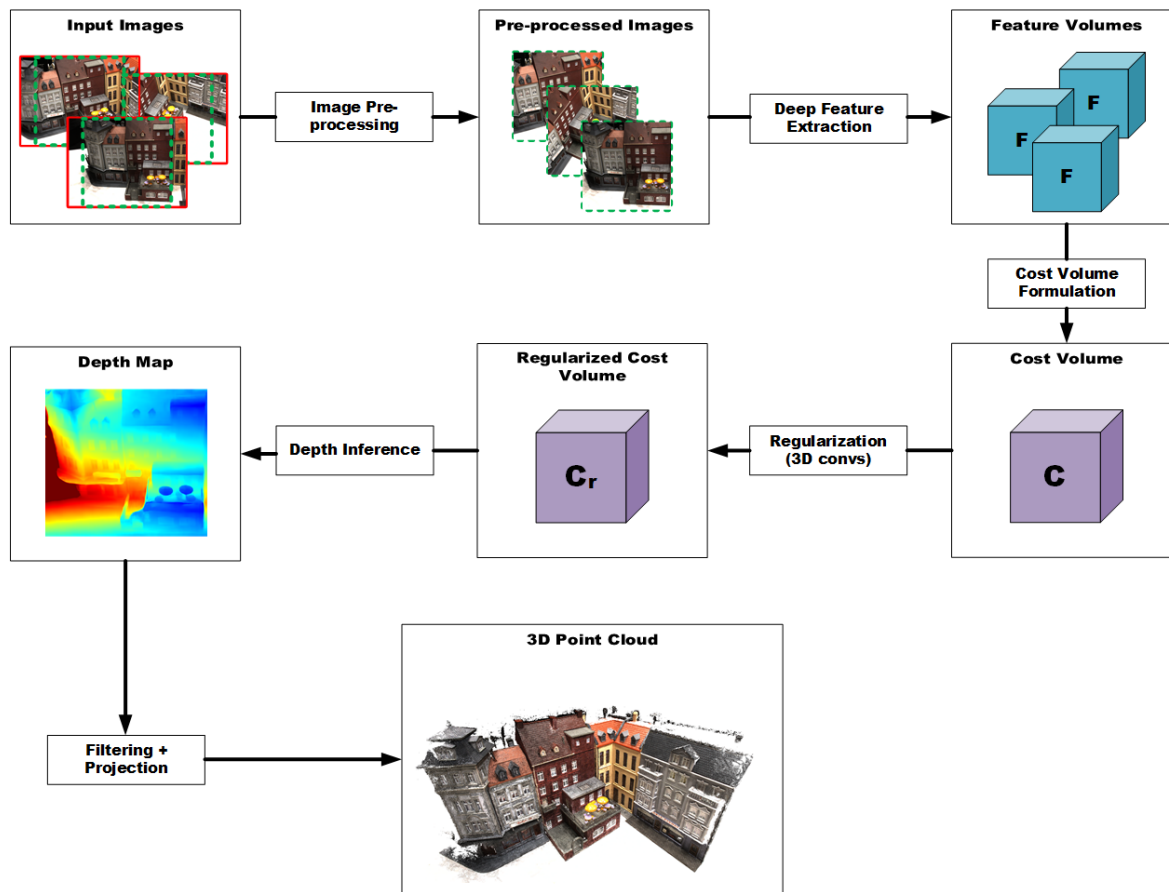 Input Images
Image Pre-
processing
Pre-processed Images
Deep Feature
Extraction
Feature Volumes
F
F
F
Cost Volume
Formulation
Cost Volume
C
Regularization
(3D convs)
Regularized Cost
Volume
Cr
Depth Inference
Depth Map
Filtering +
Projection
3D Point Cloud